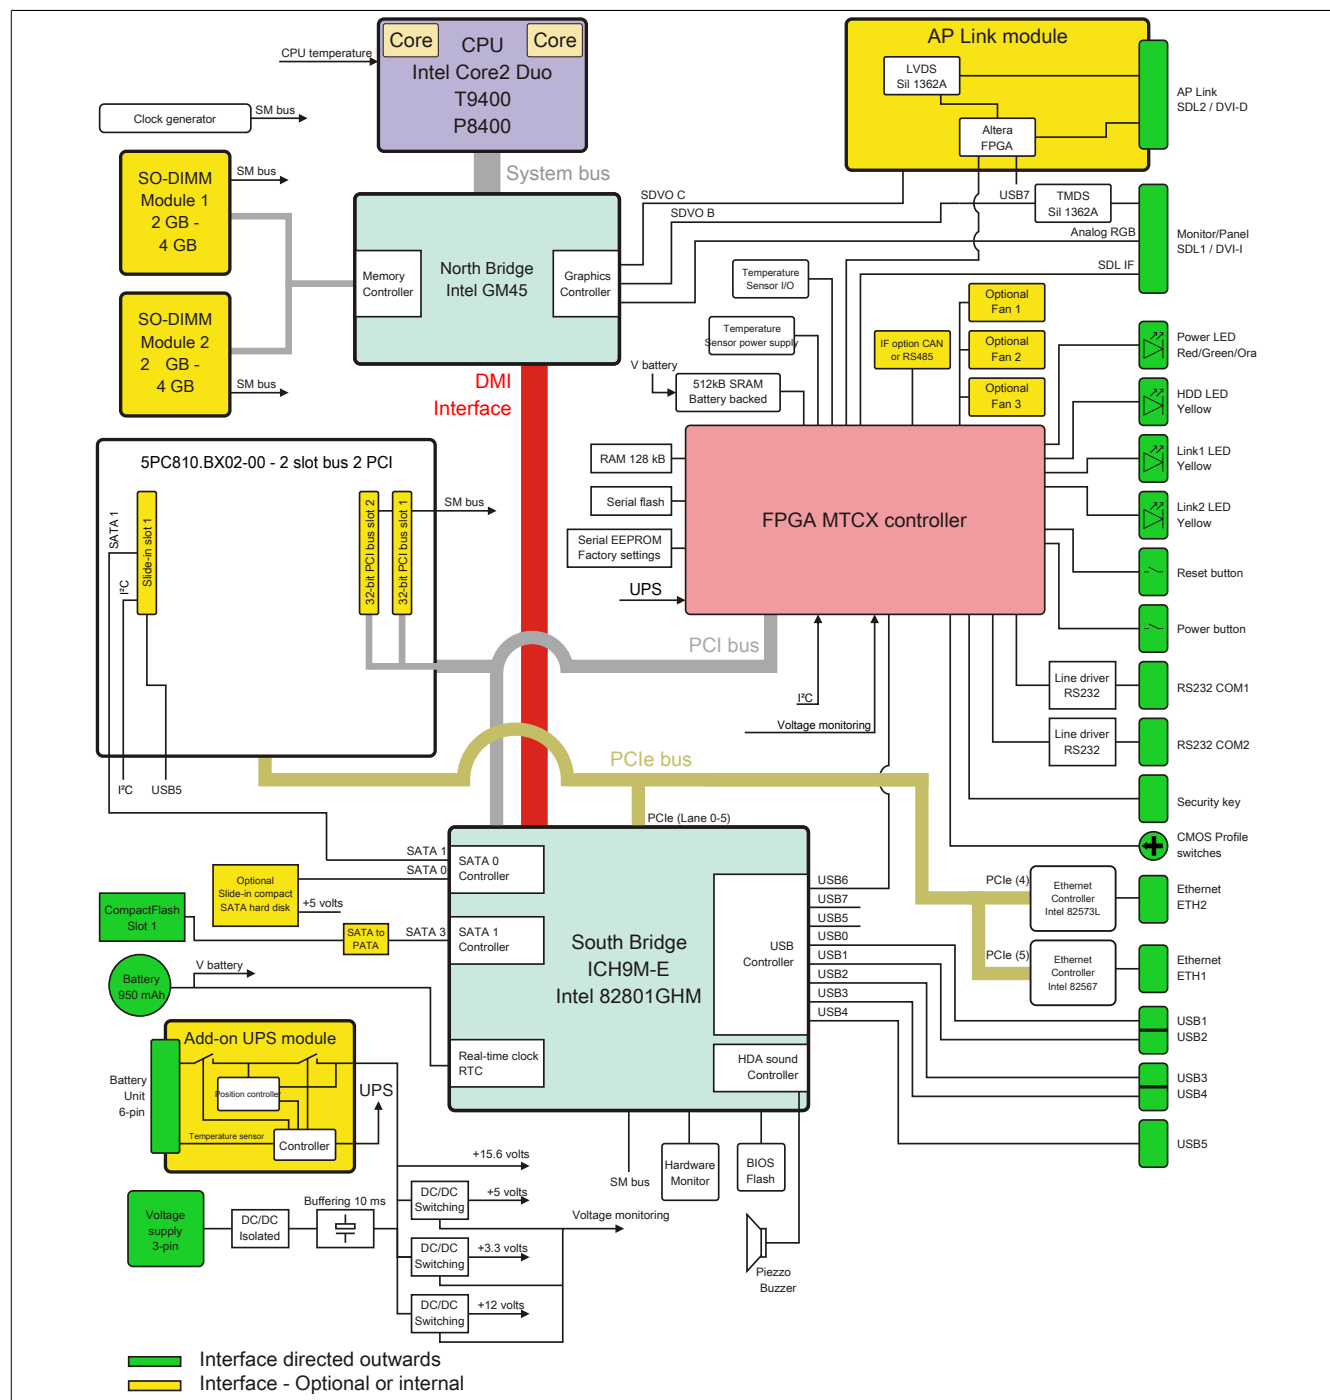 Core
Core
CPU
Intel Core2 Duo
T9400
P8400
CPU temperature
Clock generator
SM bus
SO-DIMM
Module 1
2 GB -
4 GB
SM bus
SO-DIMM
Module 2
2 GB -
4 GB
SM bus
System bus
Memory
Controller
North Bridge
Intel GM45
Graphics
Controller
DMI
Interface
AP Link module
LVDS
Sil 1362A
Altera
FPGA
AP Link
SDL2 / DVI-D
SDVO C
SDVO B
USB7
TMDS
Sil 1362A
Analog RGB
SDL IF
Monitor/Panel
SDL1 / DVI-I
Temperature
Sensor I/O
Temperature
Sensor power supply
V battery
512kB SRAM
Battery backed
IF option CAN
or RS485
Optional
Fan 1
Optional
Fan 2
Optional
Fan 3
Power LED
Red/Green/Ora
HDD LED
Yellow
Link1 LED
Yellow
Link2 LED
Yellow
Reset button
Power button
RAM 128 kB
Serial flash
Serial EEPROM
Factory settings
UPS
FPGA MTCX controller
5PC810.BX02-00 - 2 slot bus 2 PCI
SATA 1
I²C
Slide-in slot 1
32-bit PCI bus slot 2
32-bit PCI bus slot 1
SM bus
I²C
USB5
PCI bus
I²C
Voltage monitoring
Line driver
RS232
RS232 COM1
Line driver
RS232
RS232 COM2
Security key
CMOS Profile
switches
PCIe bus
PCIe (Lane 0-5)
PCIe (4)
Ethernet
Controller
Intel 82573L
Ethernet
ETH2
PCIe (5)
Ethernet
Controller
Intel 82567
Ethernet
ETH1
SATA 1
SATA 0
SATA 0
Controller
Optional
Slide-in compact
SATA hard disk
+5 volts
CompactFlash
Slot 1
SATA to
PATA
SATA 3
SATA 1
Controller
Battery
950 mAh
V battery
South Bridge
ICH9M-E
Intel 82801GHM
USB
Controller
USB6
USB7
USB5
USB0
USB1
USB2
USB3
USB4
USB1
USB2
USB3
USB4
USB5
Real-time clock
RTC
HDA sound
Controller
Add-on UPS module
Battery
Unit
6-pin
Position controller
Temperature sensor
Controller
UPS
SM bus
Hardware
Monitor
BIOS
Flash
Piezzo
Buzzer
Voltage
supply
3-pin
DC/DC
Isolated
Buffering 10 ms
+15.6 volts
DC/DC
Switching
+5 volts
Voltage monitoring
DC/DC
Switching
+3.3 volts
DC/DC
Switching
+12 volts
Interface directed outwards
Interface - Optional or internal